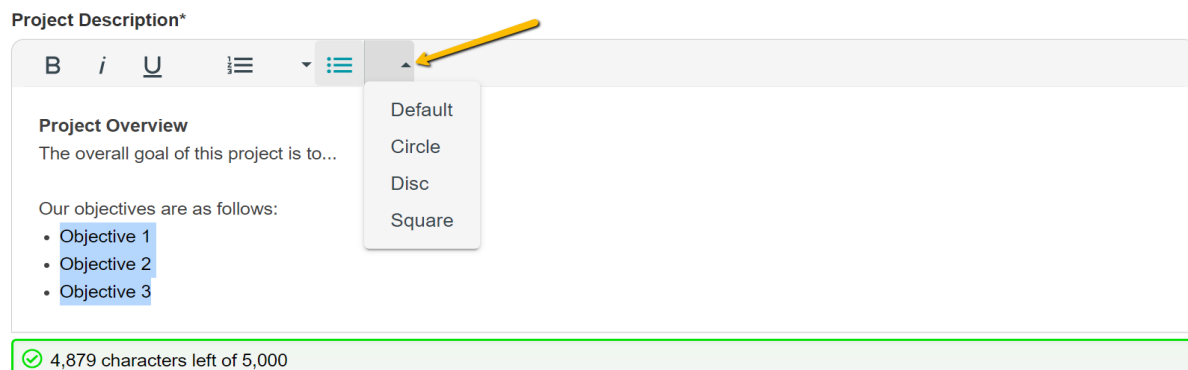 Project Description*
B i U
Default
Circle
Disc
Square
Project Overview
The overall goal of this project is to...
Our objectives are as follows:
• Objective 1
• Objective 2
• Objective 3
4,879 characters left of 5,000